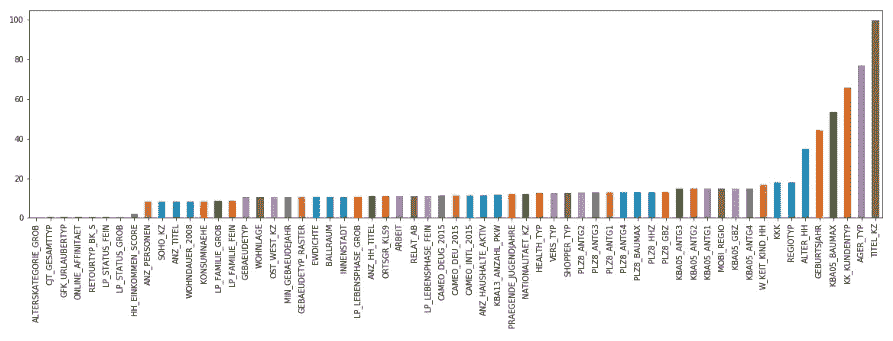 100
80
60
40
20
0
ALTERSKATEGORIE_GROB
CJT_GESAMTTYP
GFK_URLAUBERTYP
ONLINE_AFFINITAET
RETOURTYP_BK_S
LP_STATUS_FEIN
LP_STATUS_GROB
HH_EINKOMMEN_SCORE
ANZ_PERSONEN
SOHO_KZ
ANZ_TITEL
WOHNDAUER_2008
KONSUMNAEHE
LP_FAMILIE_GROB
LP_FAMILIE_FEIN
GEBAEUDETYP
WOHNLAGE
OST_WEST_KZ
MIN_GEBAEUDEJAHR
GEBAEUDETYP_RASTER
EWDICHTE
BALLRAUM
INNENSTADT
LP_LEBENSPHASE_GROB
ANZ_HH_TITEL
ORTSGR_KLS9
ARBEIT
RELAT_AB
LP_LEBENSPHASE_FEIN
CAMEO_DEUG_2015
CAMEO_DEU_2015
CAMEO_INTL_2015
ANZ_HAUSHALTE_AKTIV
KBA13_ANZAHL_PKW
PRAEGENDE_JUGENDJAHRE
NATIONALITAET_KZ
HEALTH_TYP
VERS_TYP
SHOPPER_TYP
PLZ8_ANTG2
PLZ8_ANTG3
PLZ8_ANTG1
PLZ8_ANTG4
PLZ8_BAUMAX
PLZ8_HHZ
PLZ8_GBZ
KBA05_ANTG3
KBA05_ANTG2
KBA05_ANTG1
MOBI_REGIO
KBA05_GBZ
KBA05_ANTG4
W_KEIT_KIND_HH
KKK
REGIOTYP
ALTER_HH
GEBURTSJAHR
KBA05_BAUMAX
KK_KUNDENTYP
AGER_TYP
TITEL_KZ